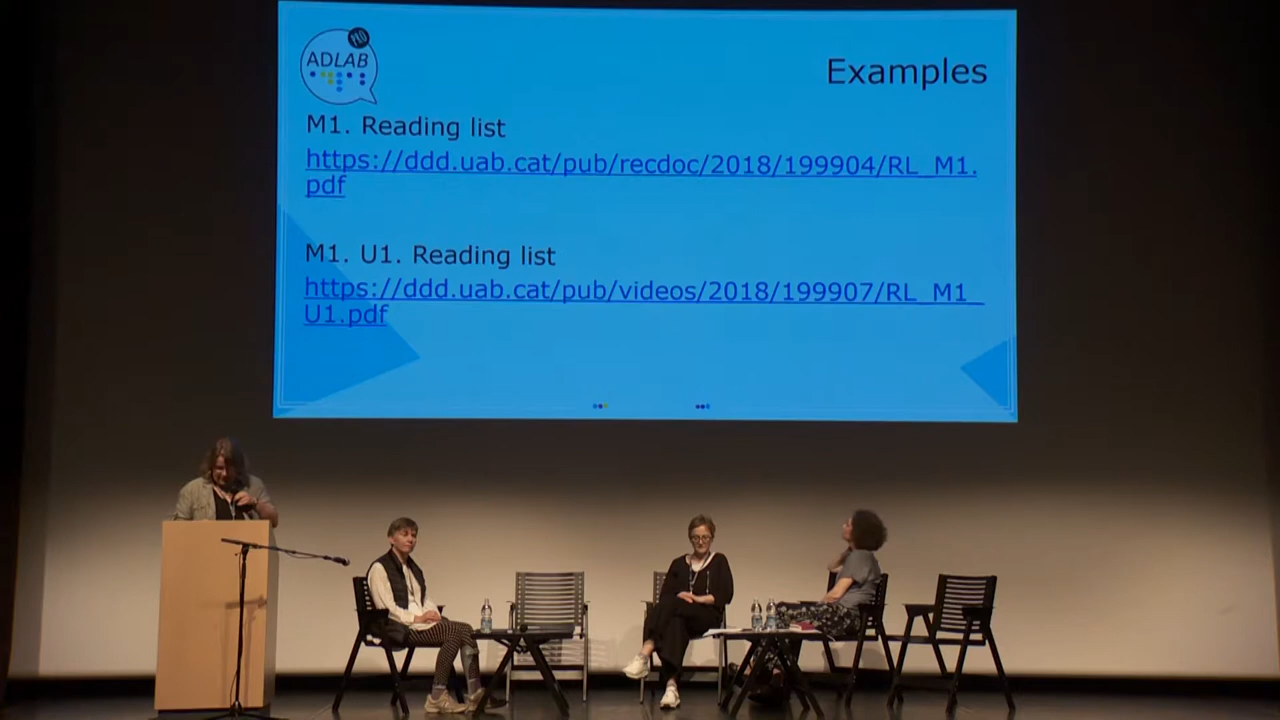 PRO
ADLAB
Examples
M1. Reading list
https://ddd.uab.cat/pub/recdoc/2018/199904/RL_M1.
pdf
M1. U1. Reading list
https://ddd.uab.cat/pub/videos/2018/199907/RL_M1_
U1.pdf